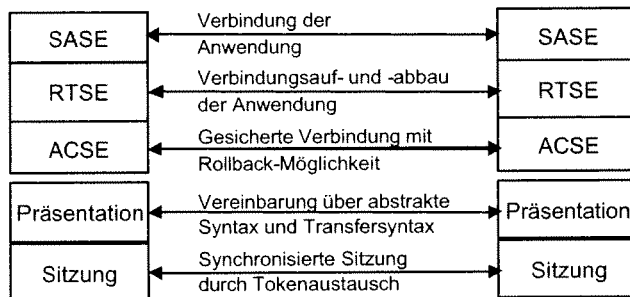 SASE
Verbindung der
Anwendung
SASE
RTSE
Verbindungsauf- und -abbau
der Anwendung
RTSE
ACSE
Gesicherte Verbindung mit
Rollback-Möglichkeit
ACSE
Präsentation
Vereinbarung über abstrakte
Syntax und Transfersyntax
Präsentation
Sitzung
Synchronisierte Sitzung
durch Tokenaustausch
Sitzung